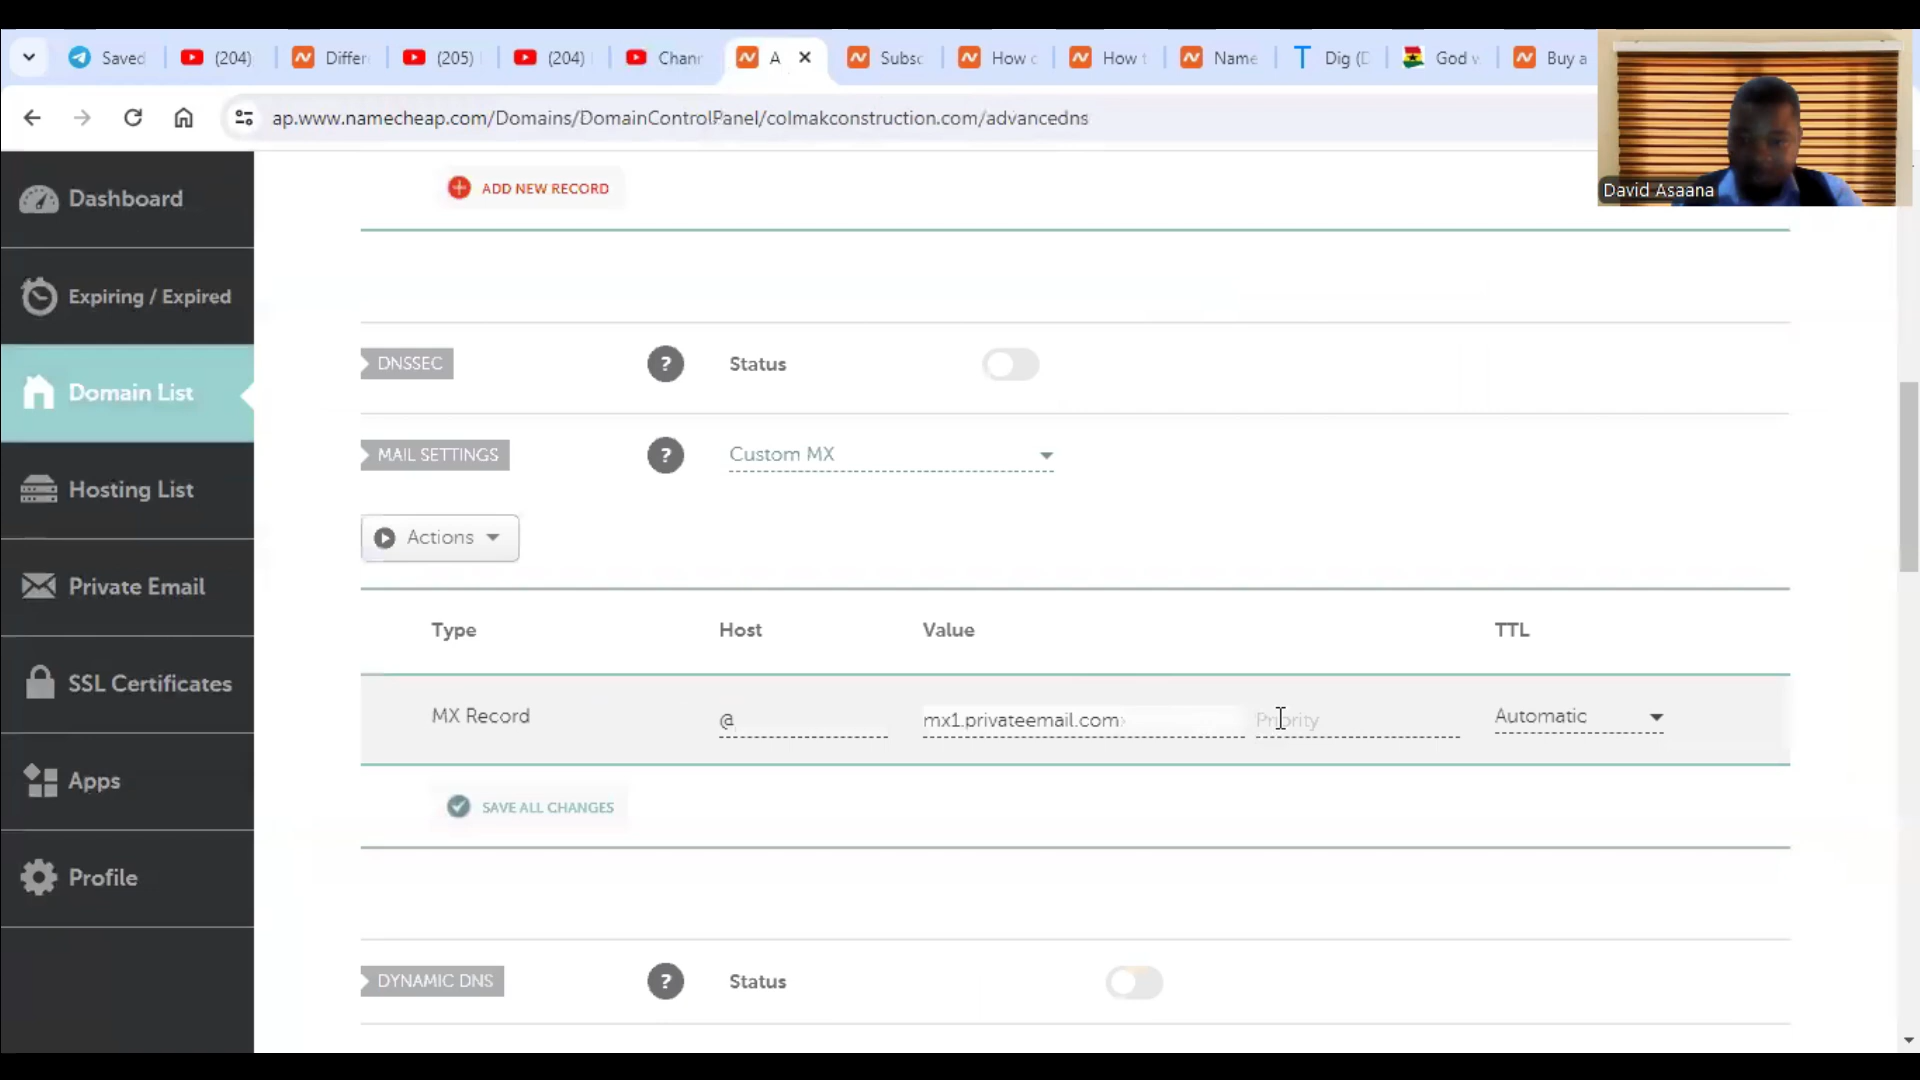 Saved
(204)
Differ
(205)
(204)
Chan
A
Subsc
How c
How t
Name
Dig (D
God v
Buy a
ap.www.namecheap.com/Domains/DomainControlPanel/colmakconstruction.com/advancedns
David Asaana
Dashboard
Expiring / Expired
Domain List
Hosting List
Private Email
SSL Certificates
Apps
Profile
ADD NEW RECORD
DNSSEC ? Status
MAIL SETTINGS ? Custom MX
Actions
Type Host Value TTL
MX Record @ mx1.privateemail.com Priority Automatic
SAVE ALL CHANGES
DYNAMIC DNS ? Status